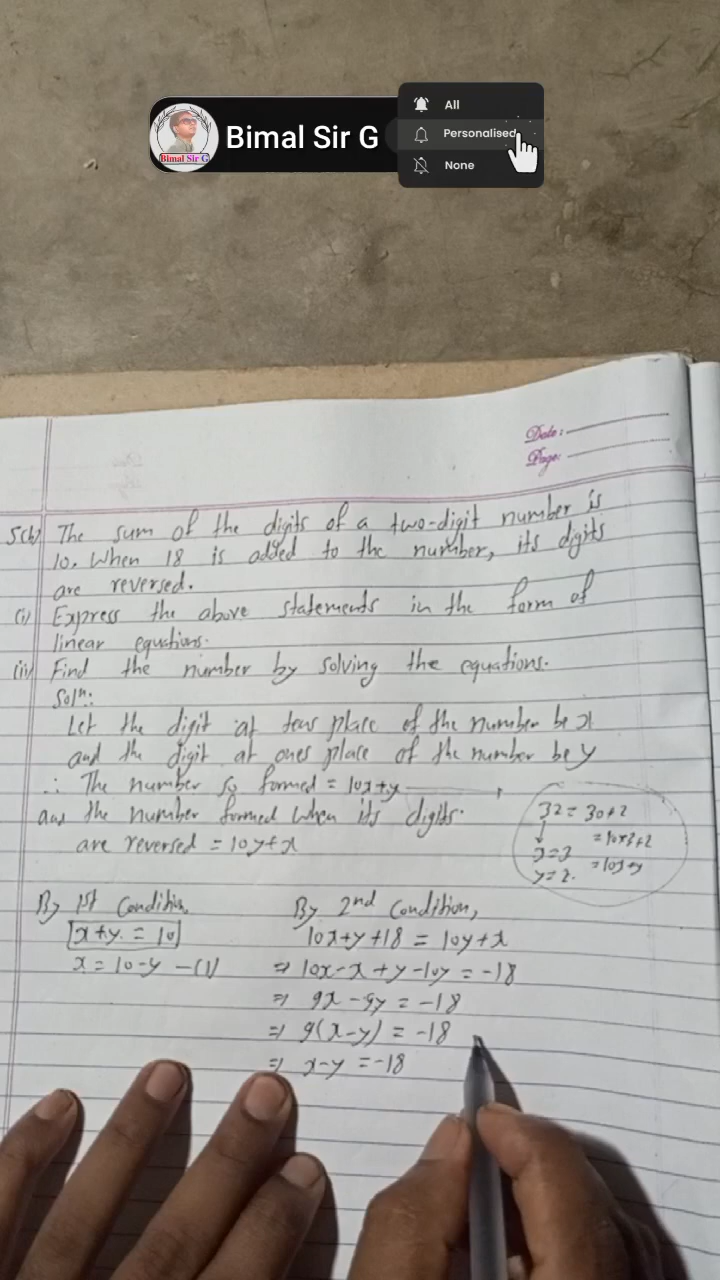 All
Bimal Sir G
Personalised
Bimal Sir G
None
Date:
Page:
5(b) The sum of the digits of a two-digit number is
10. When 18 is added to the number, its digits
are reversed.
(i) Express the above statements in the form of
linear equations.
(ii) Find the number by solving the equations.
Solⁿ:
Let the digit at tens place of the number be x
and the digit at ones place of the number be y
∴ The number so formed = 10x+y
and the number formed when its digits
are reversed = 10y+x
32 = 30+2
= 10×3+2
x=3
y=2. = 10x+y
By 1st Condition,
x+y = 10
x = 10-y - (1)
By 2nd Condition,
10x+y+18 = 10y+x
⇒ 10x-x+y-10y = -18
⇒ 9x-9y = -18
⇒ 9(x-y) = -18
⇒ x-y = -18